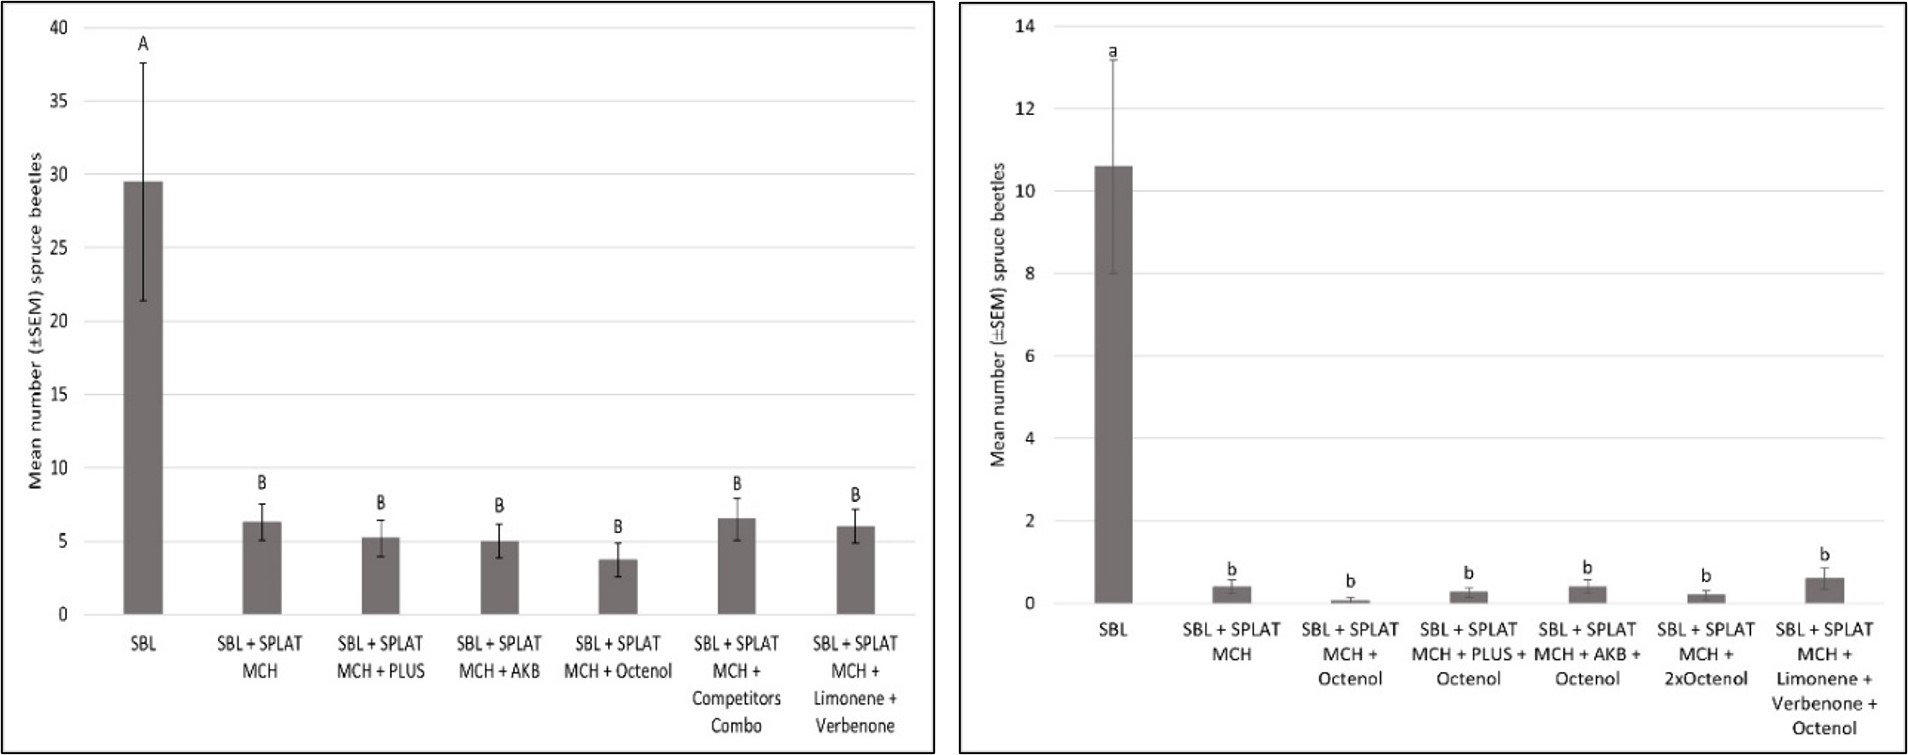 Mean number (±SEM) spruce beetles
40
35
30
25
20
15
10
5
0
A
B
B
B
B
B
B
SBL
SBL + SPLAT
MCH
SBL + SPLAT
MCH + PLUS
SBL + SPLAT
MCH + AKB
SBL + SPLAT
MCH + Octenol
SBL + SPLAT
MCH +
Competitors
Combo
SBL + SPLAT
MCH +
Limonene +
Verbenone
Mean number (±SEM) spruce beetles
14
12
10
8
6
4
2
0
a
b
b
b
b
b
b
SBL
SBL + SPLAT
MCH
SBL + SPLAT
MCH +
Octenol
SBL + SPLAT
MCH + PLUS +
Octenol
SBL + SPLAT
MCH + AKB +
Octenol
SBL + SPLAT
MCH +
2xOctenol
SBL + SPLAT
MCH +
Limonene +
Verbenone +
Octenol